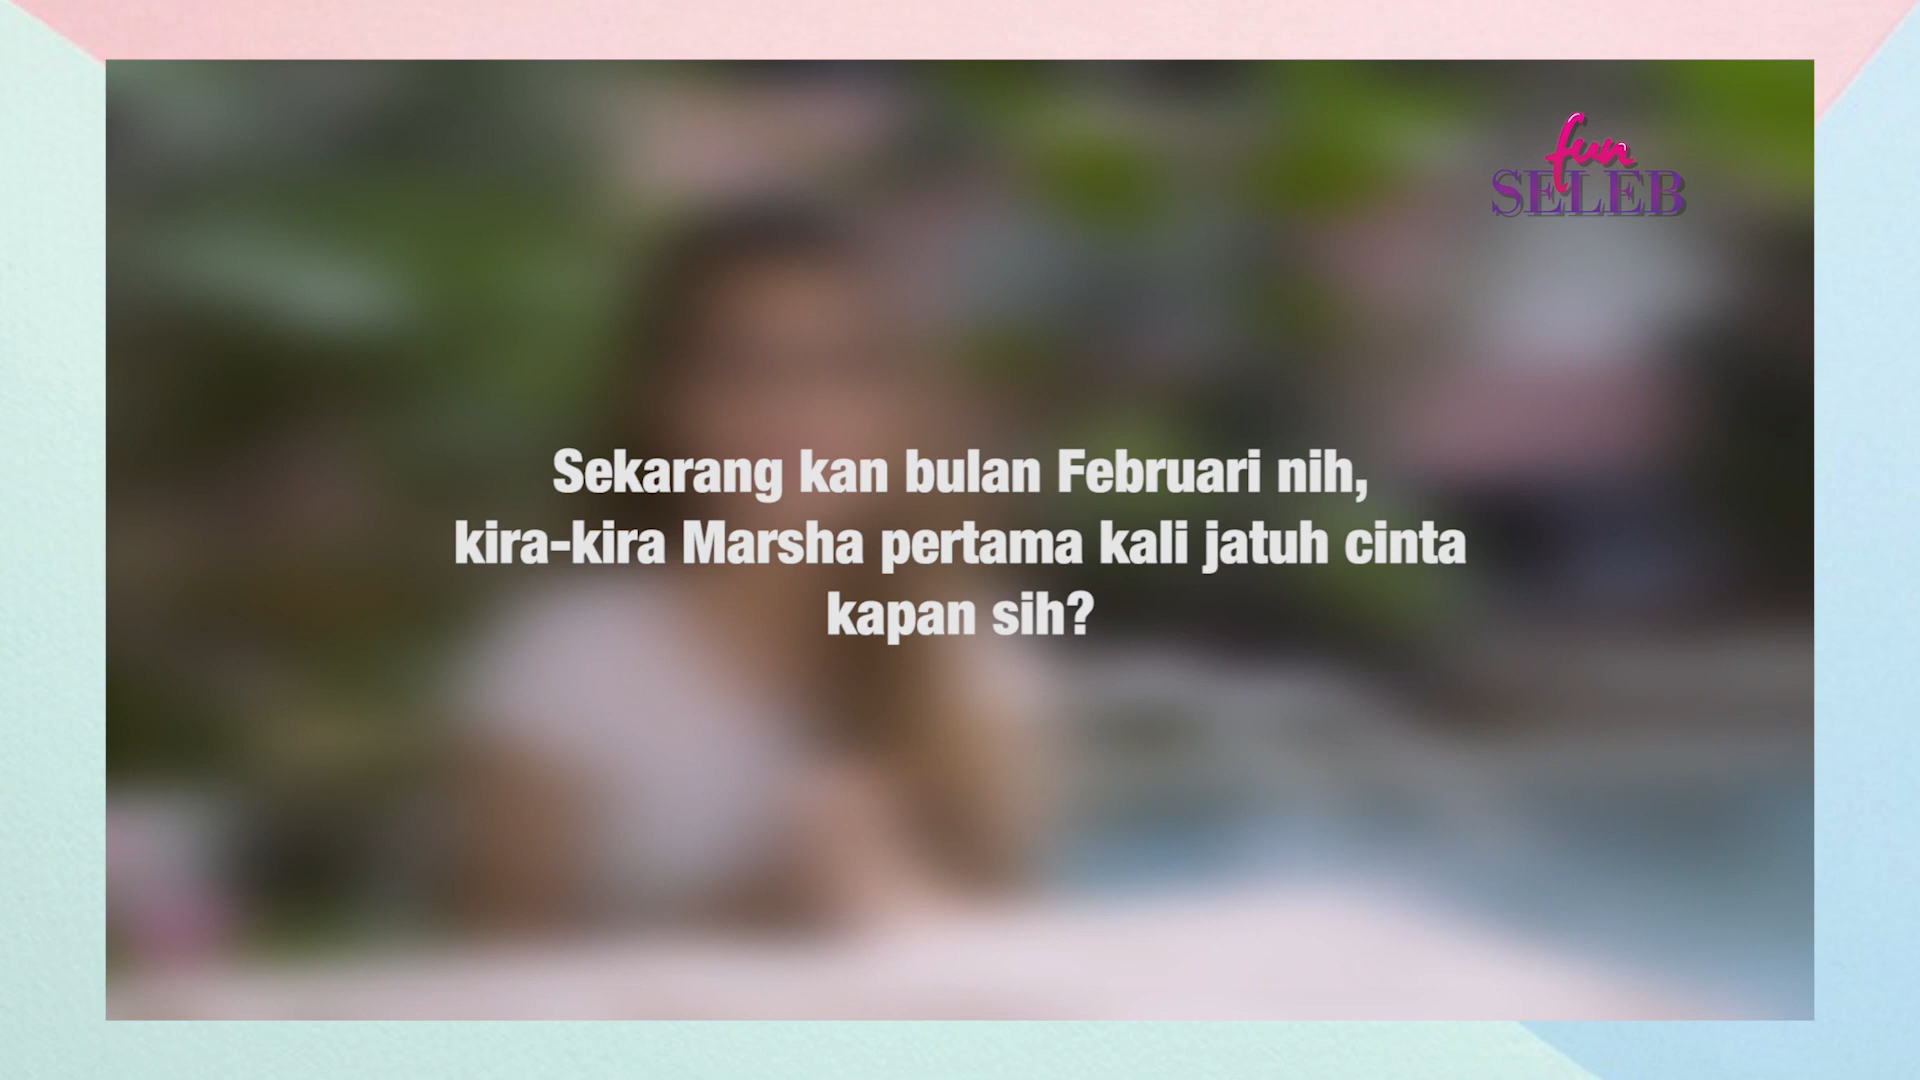 fun
SELEB
Sekarang kan bulan Februari nih,
kira-kira Marsha pertama kali jatuh cinta
kapan sih?